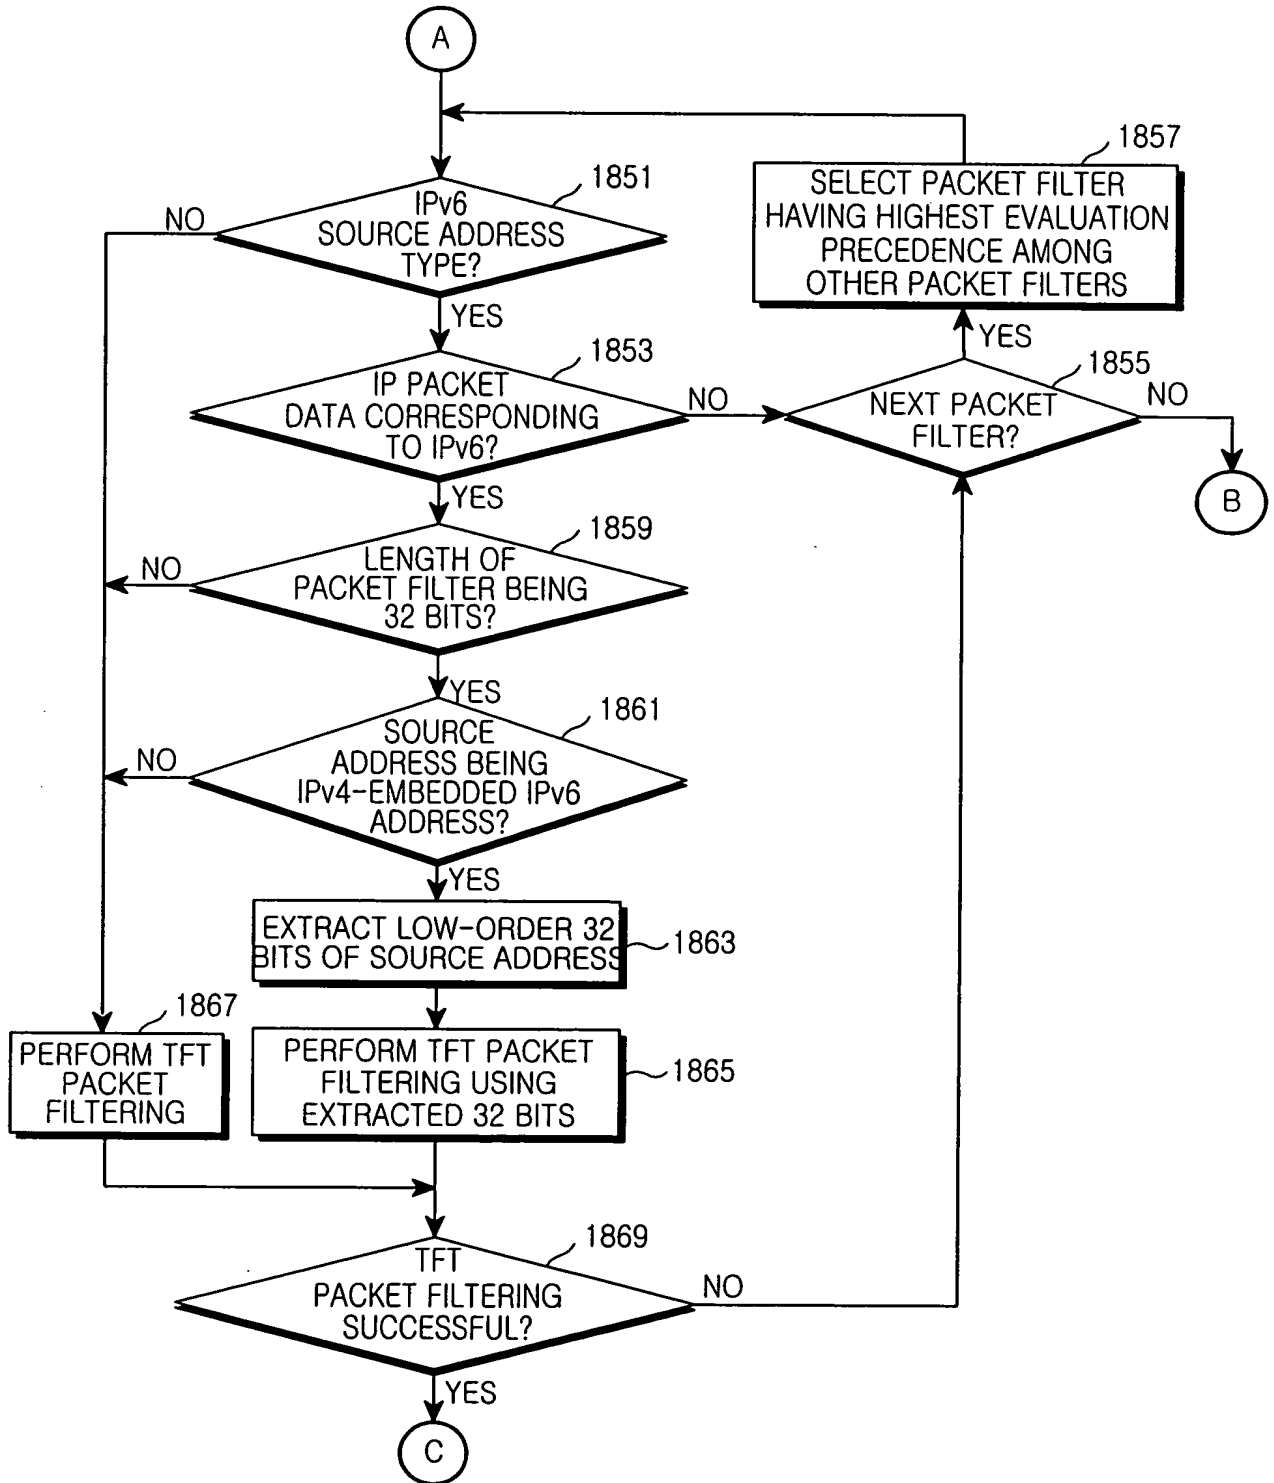 A
1857
SELECT PACKET FILTER
HAVING HIGHEST EVALUATION
PRECEDENCE AMONG
OTHER PACKET FILTERS
1851
NO
IPv6
SOURCE ADDRESS
TYPE?
YES
YES
1853
IP PACKET
DATA CORRESPONDING
TO IPv6?
NO
1855
NEXT PACKET
FILTER?
NO
B
YES
1859
NO
LENGTH OF
PACKET FILTER BEING
32 BITS?
YES
1861
NO
SOURCE
ADDRESS BEING
IPv4-EMBEDDED IPv6
ADDRESS?
YES
EXTRACT LOW-ORDER 32
BITS OF SOURCE ADDRESS
1863
1867
PERFORM TFT
PACKET
FILTERING
PERFORM TFT PACKET
FILTERING USING
EXTRACTED 32 BITS
1865
1869
TFT
PACKET FILTERING
SUCCESSFUL?
NO
YES
C